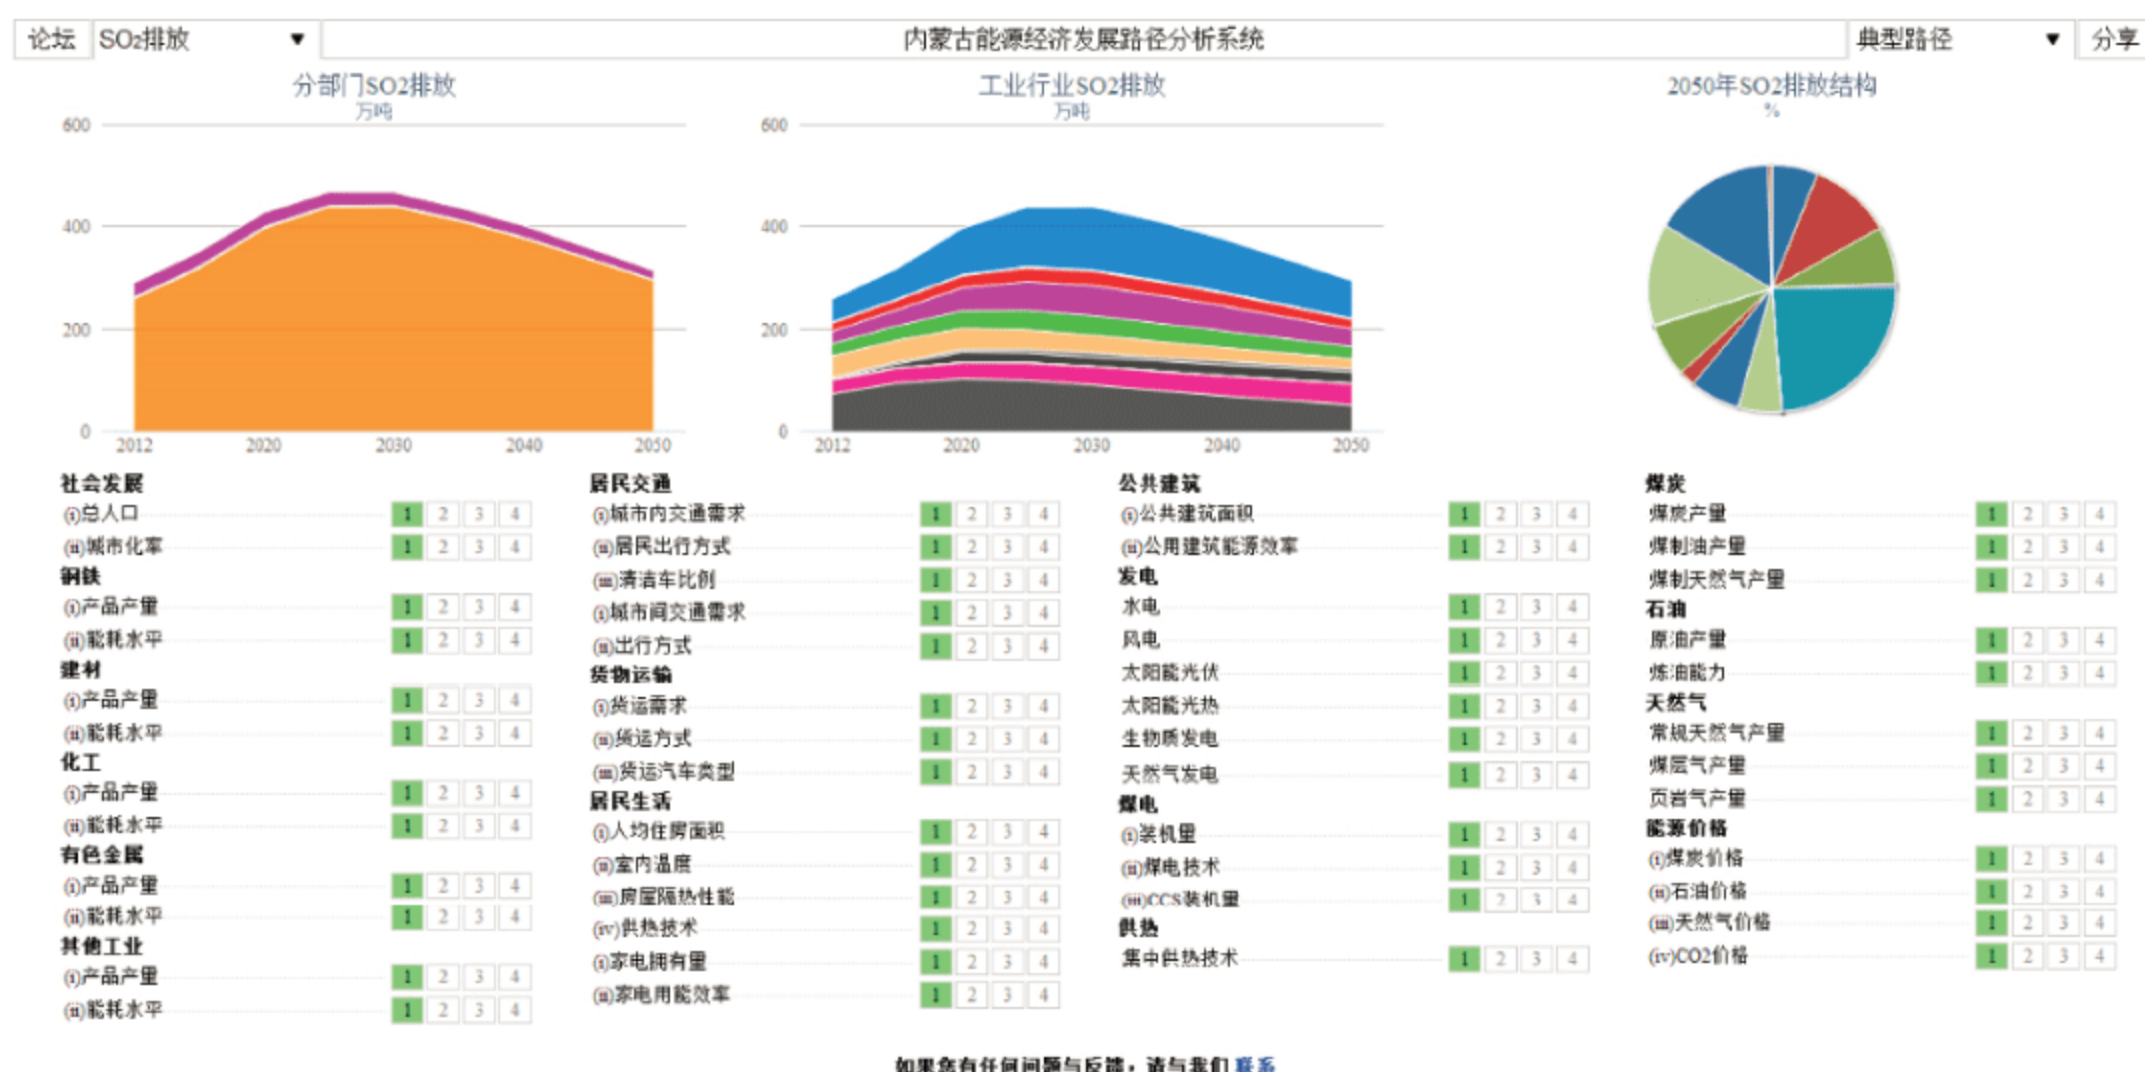 论坛 SO₂排放 ▼ 内蒙古能源经济发展路径分析系统 典型路径 ▼ 分享
分部门SO2排放
万吨
600
400
200
0
2012 2020 2030 2040 2050
工业行业SO2排放
万吨
600
400
200
0
2012 2020 2030 2040 2050
2050年SO2排放结构
%
社会发展
(i)总人口 1 2 3 4
(ii)城市化率 1 2 3 4
钢铁
(i)产品产量 1 2 3 4
(ii)能耗水平 1 2 3 4
建材
(i)产品产量 1 2 3 4
(ii)能耗水平 1 2 3 4
化工
(i)产品产量 1 2 3 4
(ii)能耗水平 1 2 3 4
有色金属
(i)产品产量 1 2 3 4
(ii)能耗水平 1 2 3 4
其他工业
(i)产品产量 1 2 3 4
(ii)能耗水平 1 2 3 4
居民交通
(i)城市内交通需求 1 2 3 4
(ii)居民出行方式 1 2 3 4
(iii)清洁车比例 1 2 3 4
(i)城市间交通需求 1 2 3 4
(ii)出行方式 1 2 3 4
货物运输
(i)货运需求 1 2 3 4
(ii)货运方式 1 2 3 4
(iii)货运汽车类型 1 2 3 4
居民生活
(i)人均住房面积 1 2 3 4
(ii)室内温度 1 2 3 4
(iii)房屋隔热性能 1 2 3 4
(iv)供热技术 1 2 3 4
(i)家电拥有量 1 2 3 4
(ii)家电用能效率 1 2 3 4
公共建筑
(i)公共建筑面积 1 2 3 4
(ii)公用建筑能源效率 1 2 3 4
发电
水电 1 2 3 4
风电 1 2 3 4
太阳能光伏 1 2 3 4
太阳能光热 1 2 3 4
生物质发电 1 2 3 4
天然气发电 1 2 3 4
煤电
(i)装机量 1 2 3 4
(ii)煤电技术 1 2 3 4
(iii)CCS装机量 1 2 3 4
供热
集中供热技术 1 2 3 4
煤炭
煤炭产量 1 2 3 4
煤制油产量 1 2 3 4
煤制天然气产量 1 2 3 4
石油
原油产量 1 2 3 4
炼油能力 1 2 3 4
天然气
常规天然气产量 1 2 3 4
煤层气产量 1 2 3 4
页岩气产量 1 2 3 4
能源价格
(i)煤炭价格 1 2 3 4
(ii)石油价格 1 2 3 4
(iii)天然气价格 1 2 3 4
(iv)CO2价格 1 2 3 4
如果您有任何问题与反馈，请与我们 联系